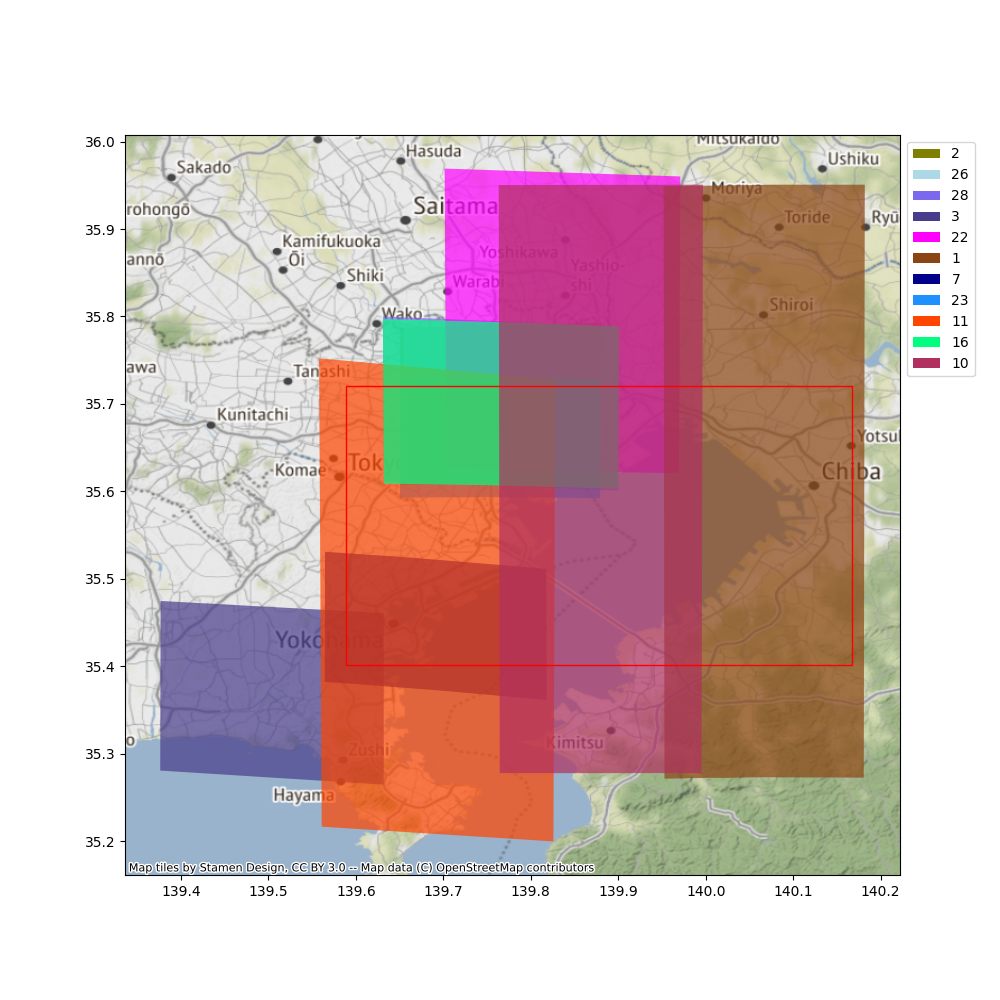 36.0
35.9
35.8
35.7
35.6
35.5
35.4
35.3
35.2
139.4 139.5 139.6 139.7 139.8 139.9 140.0 140.1 140.2
Hasuda
Mitsukaido
Ushiku
Sakado
Moriya
rohongō
Saitama
Toride
Ryū
Kamifukuoka
Yoshikawa
annō
Ōi
Yashio-
shi
Shiki
Warabi
Shiroi
Wako
awa
Tanashi
Kunitachi
Yotsu
Komae
Tok
Chiba
Yokohama
o
Zushi
Kimitsu
Hayama
Map tiles by Stamen Design, CC BY 3.0 -- Map data (C) OpenStreetMap contributors
2
26
28
3
22
1
7
23
11
16
10